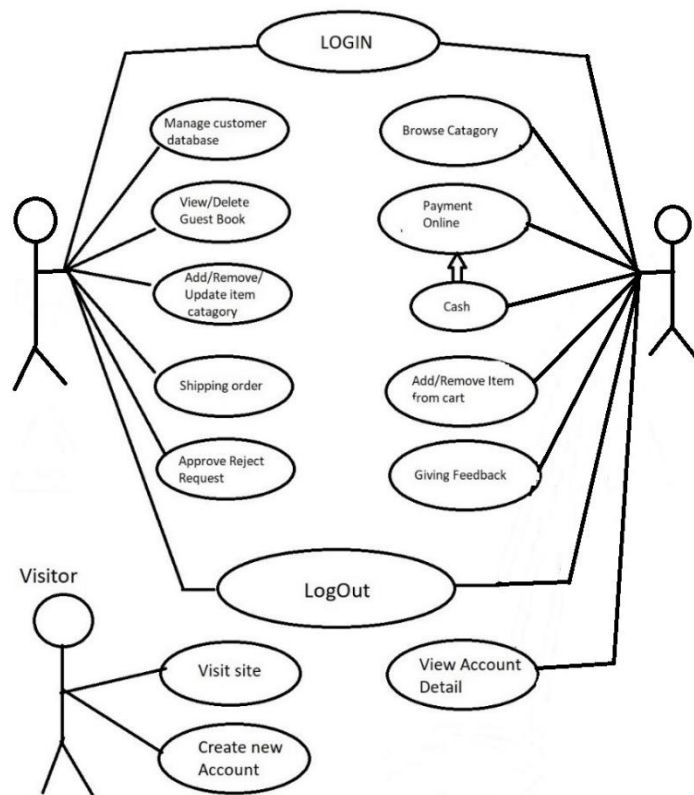 LOGIN
Manage customer
database
Browse Catagory
View/Delete
Guest Book
Payment
Online
Add/Remove/
Update item
catagory
Cash
Shipping order
Add/Remove Item
from cart
Approve Reject
Request
Giving Feedback
LogOut
Visitor
Visit site
View Account
Detail
Create new
Account